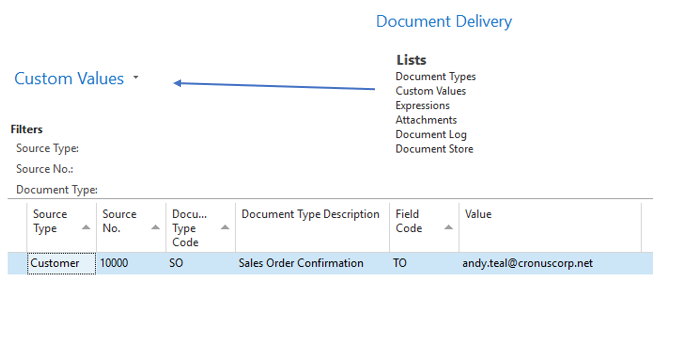 Document Delivery
Lists
Document Types
Custom Values
Expressions
Attachments
Document Log
Document Store
Custom Values
Filters
Source Type:
Source No.:
Document Type:
Source Type Source No. Docu... Type Code Document Type Description Field Code Value
Customer 10000 SO Sales Order Confirmation TO andy.teal@cronuscorp.net